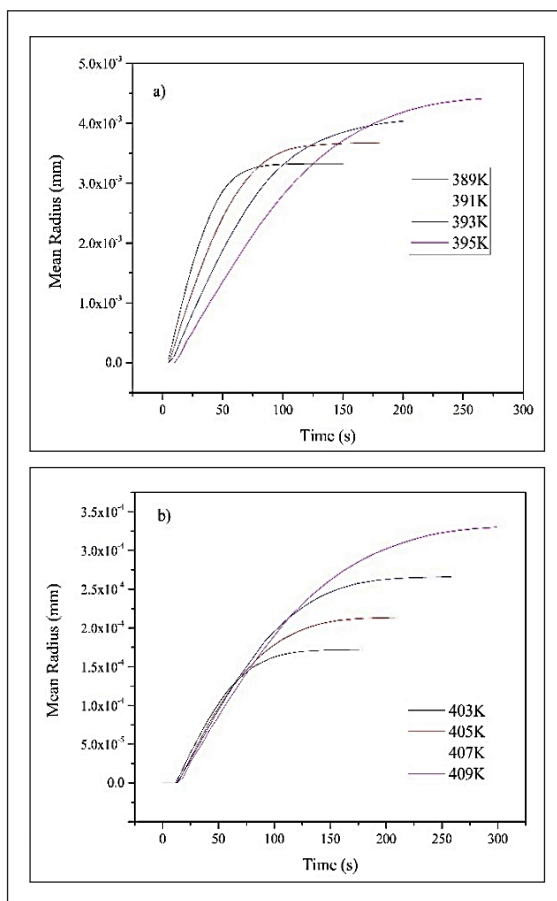 a)
5.0x10⁻³
4.0x10⁻³
3.0x10⁻³
2.0x10⁻³
1.0x10⁻³
0.0
Mean Radius (mm)
389K
391K
393K
395K
0 50 100 150 200 250 300
Time (s)
b)
3.5x10⁻⁴
3.0x10⁻⁴
2.5x10⁻⁴
2.0x10⁻⁴
1.5x10⁻⁴
1.0x10⁻⁴
5.0x10⁻⁵
0.0
Mean Radius (mm)
403K
405K
407K
409K
0 50 100 150 200 250 300
Time (s)